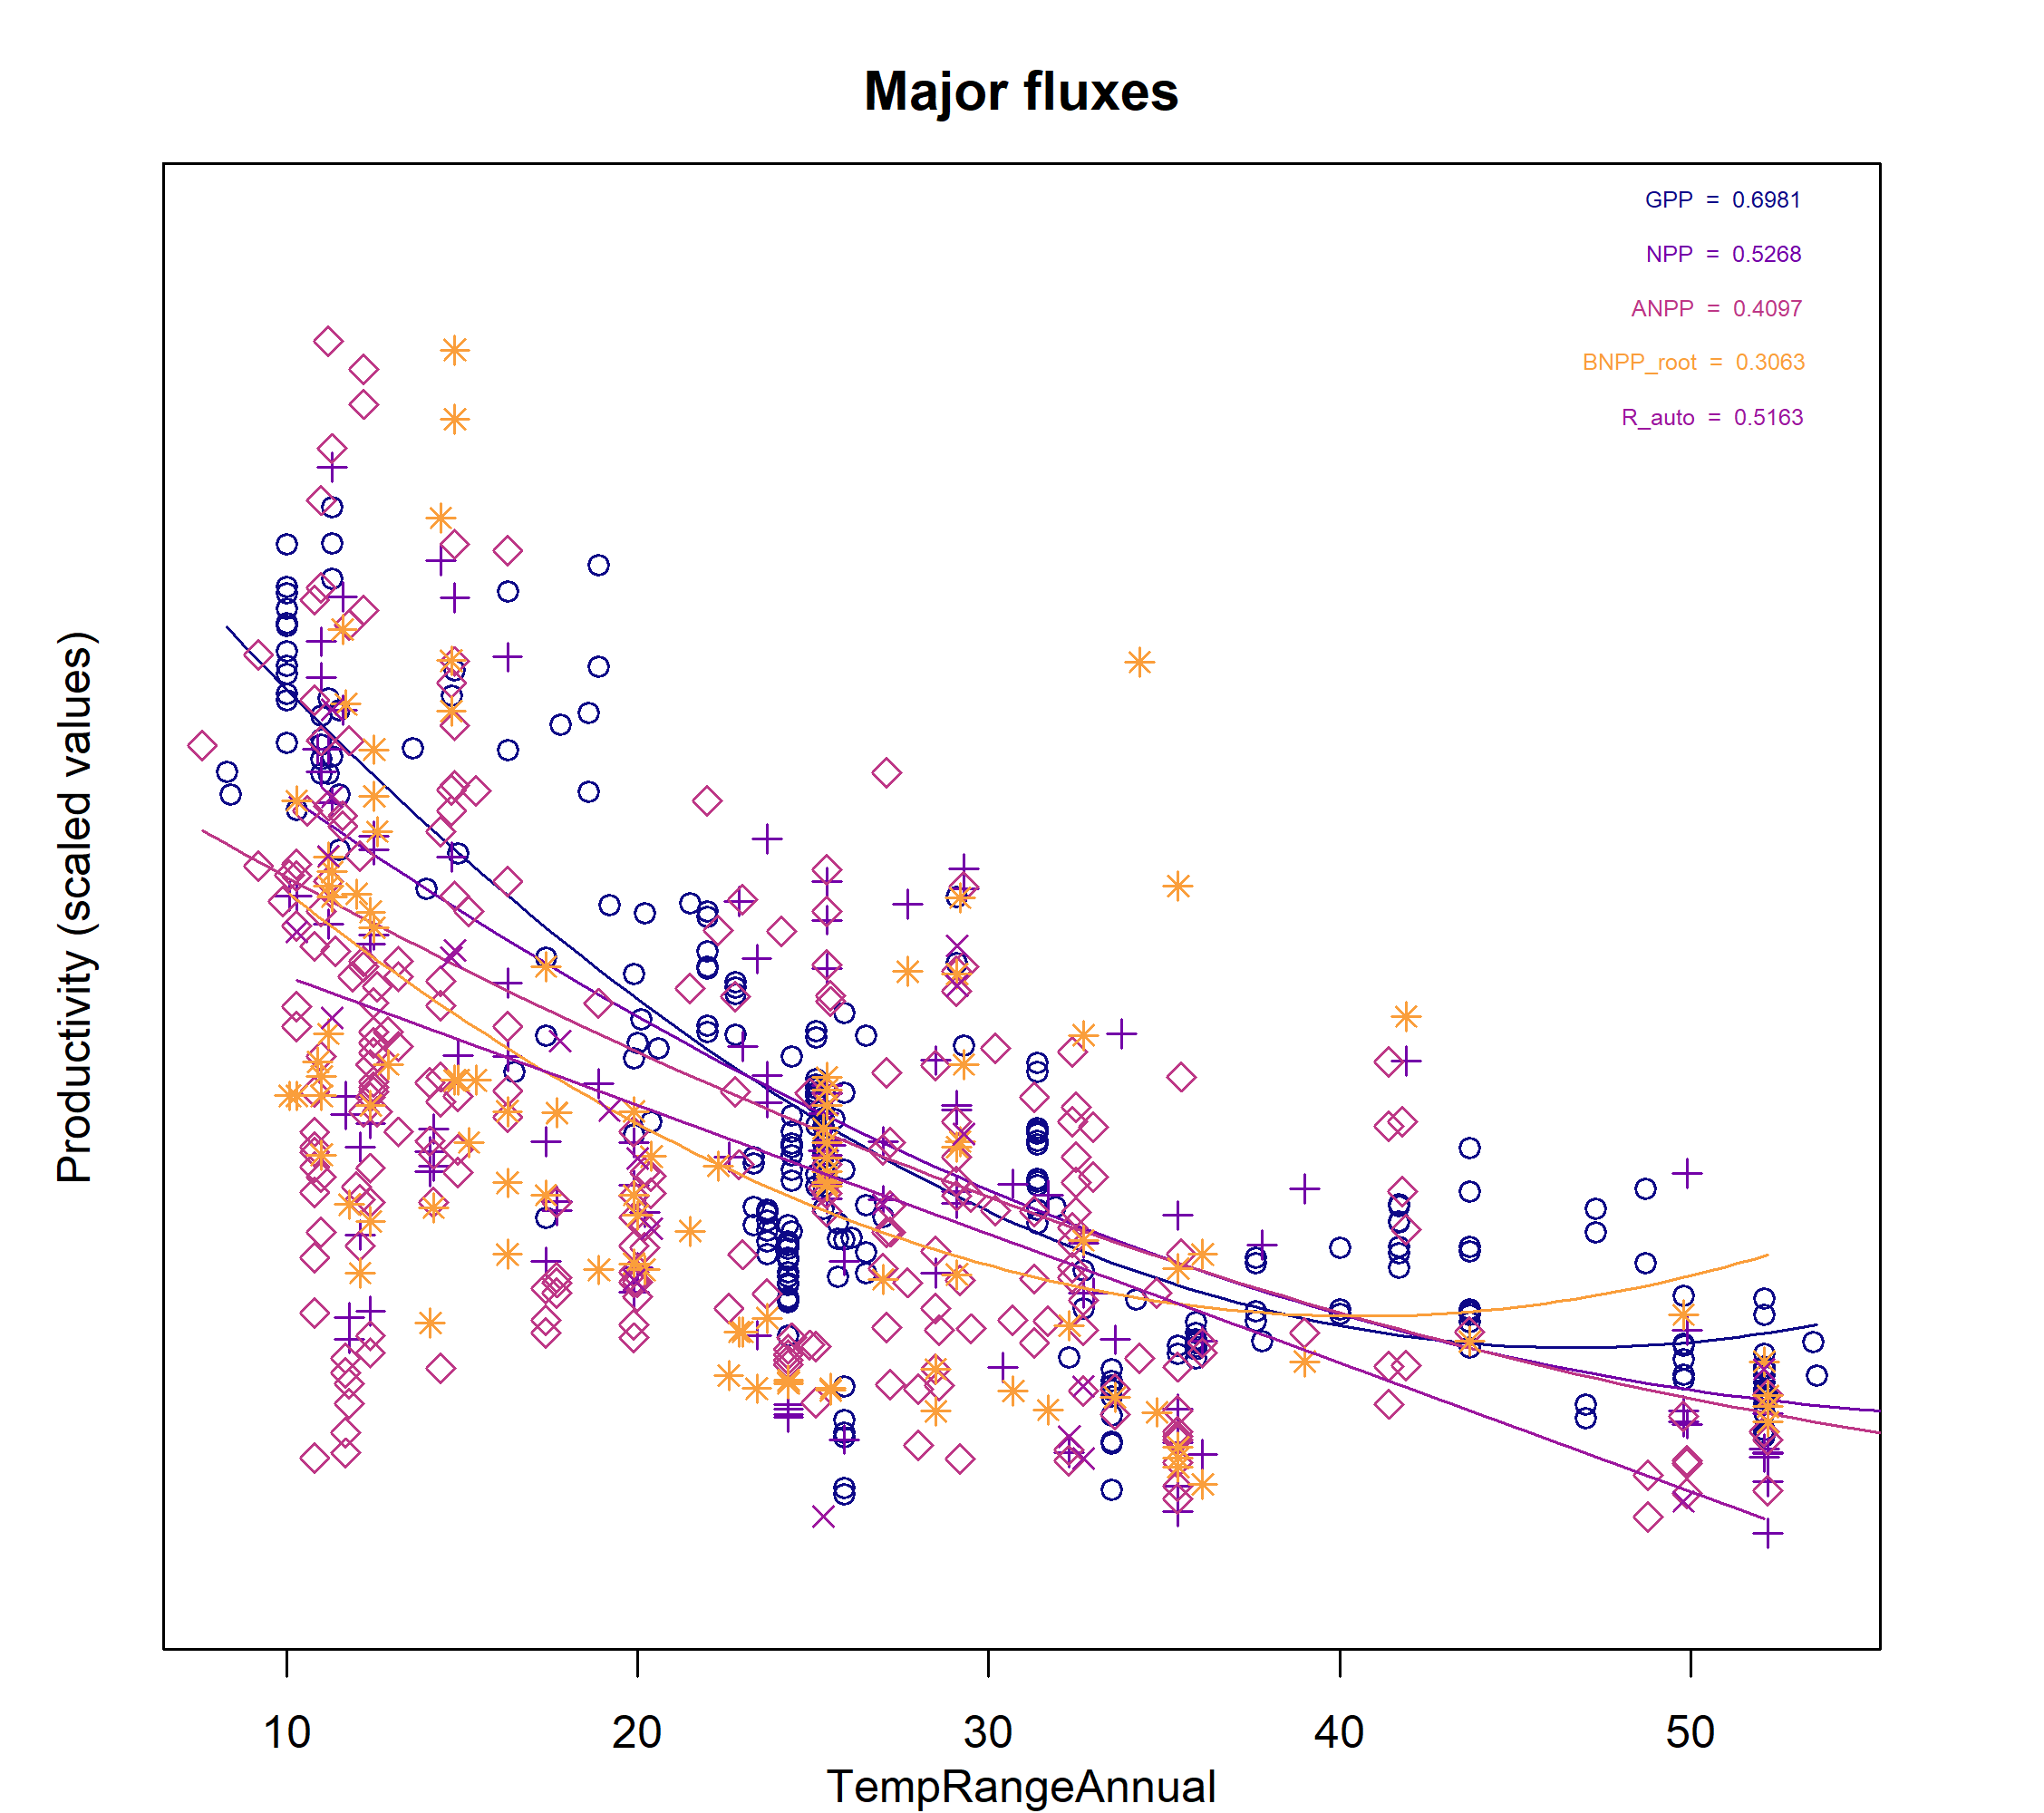 Major fluxes
GPP = 0.6981
NPP = 0.5268
ANPP = 0.4097
BNPP_root = 0.3063
R_auto = 0.5163
Productivity (scaled values)
10 20 30 40 50
TempRangeAnnual